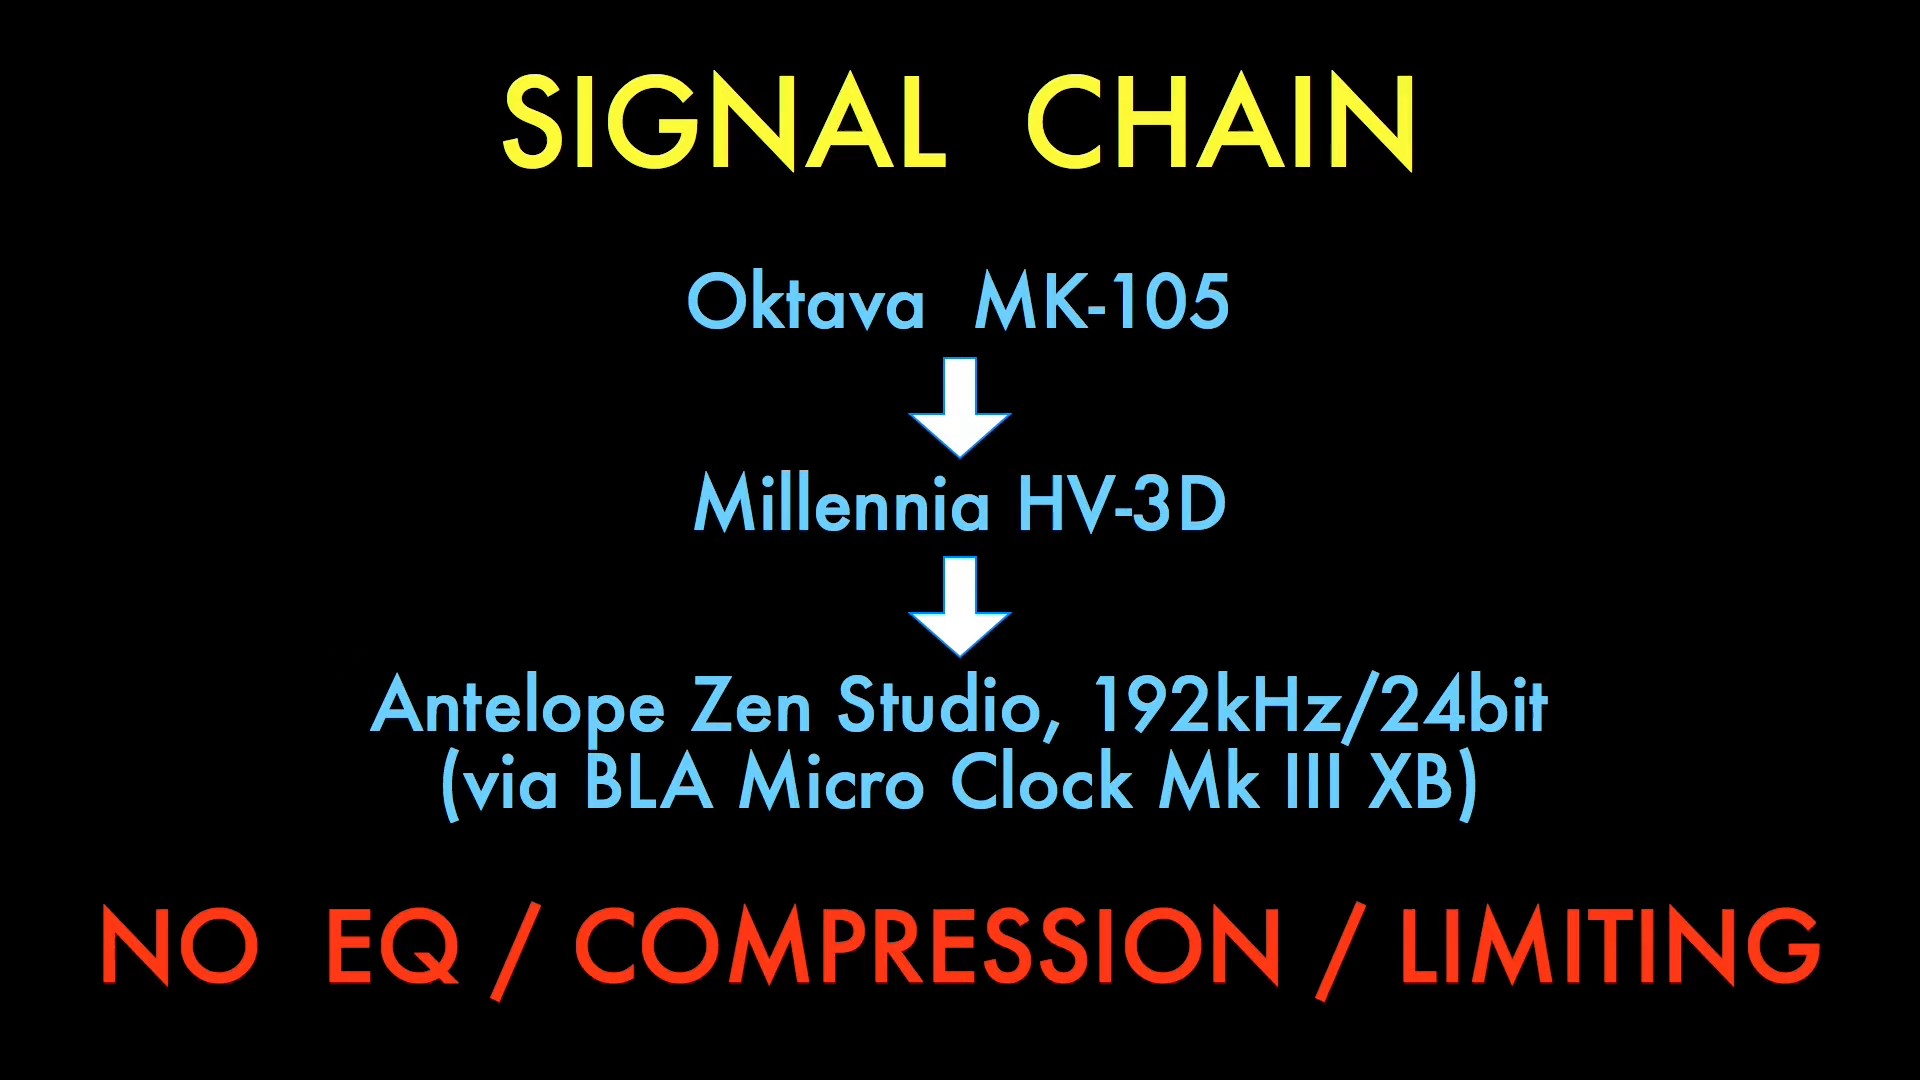 SIGNAL CHAIN
Oktava MK-105
Millennia HV-3D
Antelope Zen Studio, 192kHz/24bit
(via BLA Micro Clock Mk III XB)
NO EQ / COMPRESSION / LIMITING